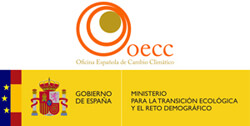 oecc
Oficina Española de Cambio Climático
GOBIERNO
DE ESPAÑA
MINISTERIO
PARA LA TRANSICIÓN ECOLÓGICA
Y EL RETO DEMOGRÁFICO